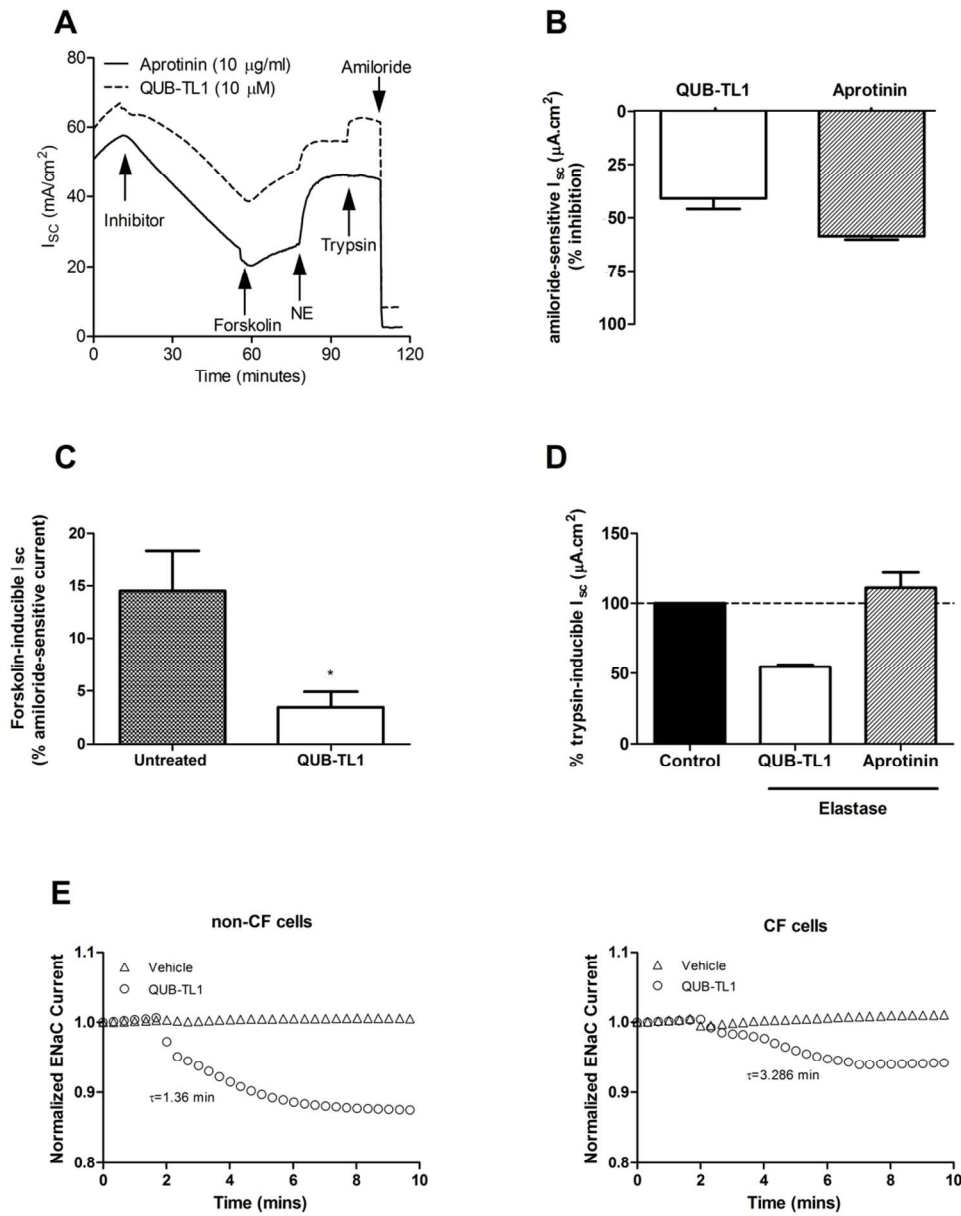 A
Aprotinin (10 μg/ml)
QUB-TL1 (10 μM)
Amiloride
80
60
40
20
0
I_SC (mA/cm²)
Inhibitor
Forskolin
NE
Trypsin
0 30 60 90 120
Time (minutes)
B
QUB-TL1 Aprotinin
0
25
50
75
100
amiloride-sensitive I_sc (μA.cm²)
(% inhibition)
C
20
15
10
5
0
Forskolin-inducible I_sc
(% amiloride-sensitive current)
*
Untreated QUB-TL1
D
150
100
50
0
% trypsin-inducible I_sc (μA.cm²)
Control QUB-TL1 Aprotinin
Elastase
E
non-CF cells
1.1
1.0
0.9
0.8
Normalized ENaC Current
Vehicle
QUB-TL1
τ=1.36 min
0 2 4 6 8 10
Time (mins)
CF cells
1.1
1.0
0.9
0.8
Normalized ENaC Current
Vehicle
QUB-TL1
τ=3.286 min
0 2 4 6 8 10
Time (mins)